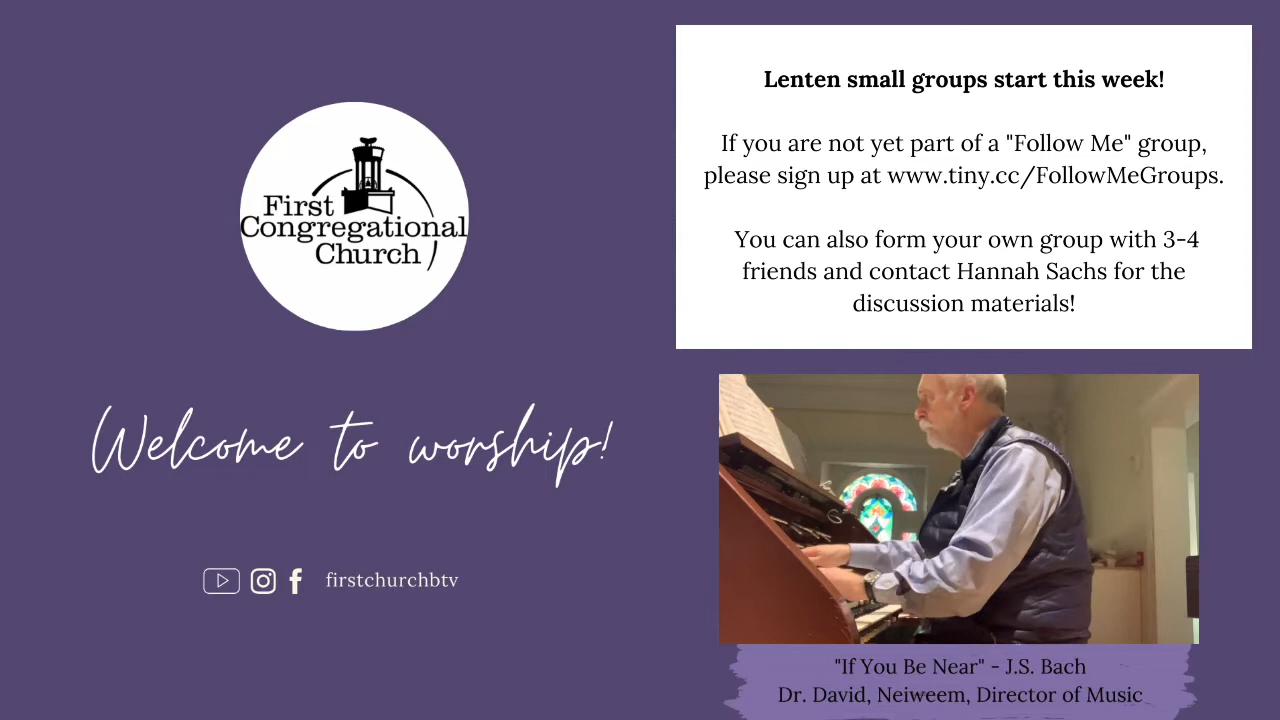 First
Congregational
Church
Welcome to worship!
firstchurchbtv
Lenten small groups start this week!
If you are not yet part of a "Follow Me" group,
please sign up at www.tiny.cc/FollowMeGroups.
You can also form your own group with 3-4
friends and contact Hannah Sachs for the
discussion materials!
"If You Be Near" - J.S. Bach
Dr. David, Neiweem, Director of Music